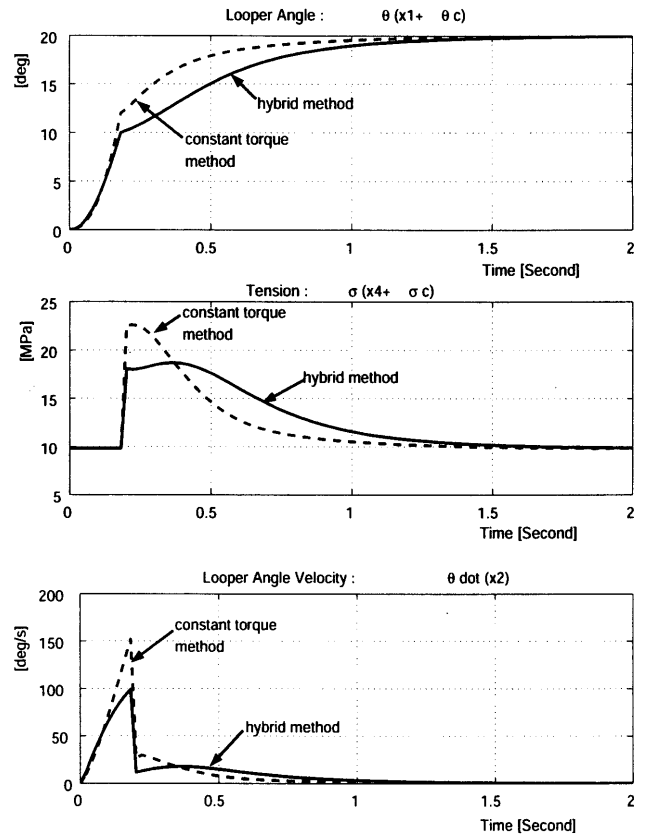 Looper Angle : θ (x1+ θ c)
[deg]
20
15
10
5
0
hybrid method
constant torque
method
0 0.5 1 1.5 2
Time [Second]
Tension : σ (x4+ σ c)
[MPa]
25
20
15
10
5
constant torque
method
hybrid method
0 0.5 1 1.5 2
Time [Second]
Looper Angle Velocity : θ dot (x2)
[deg/s]
200
150
100
50
0
constant torque
method
hybrid method
0 0.5 1 1.5 2
Time [Second]